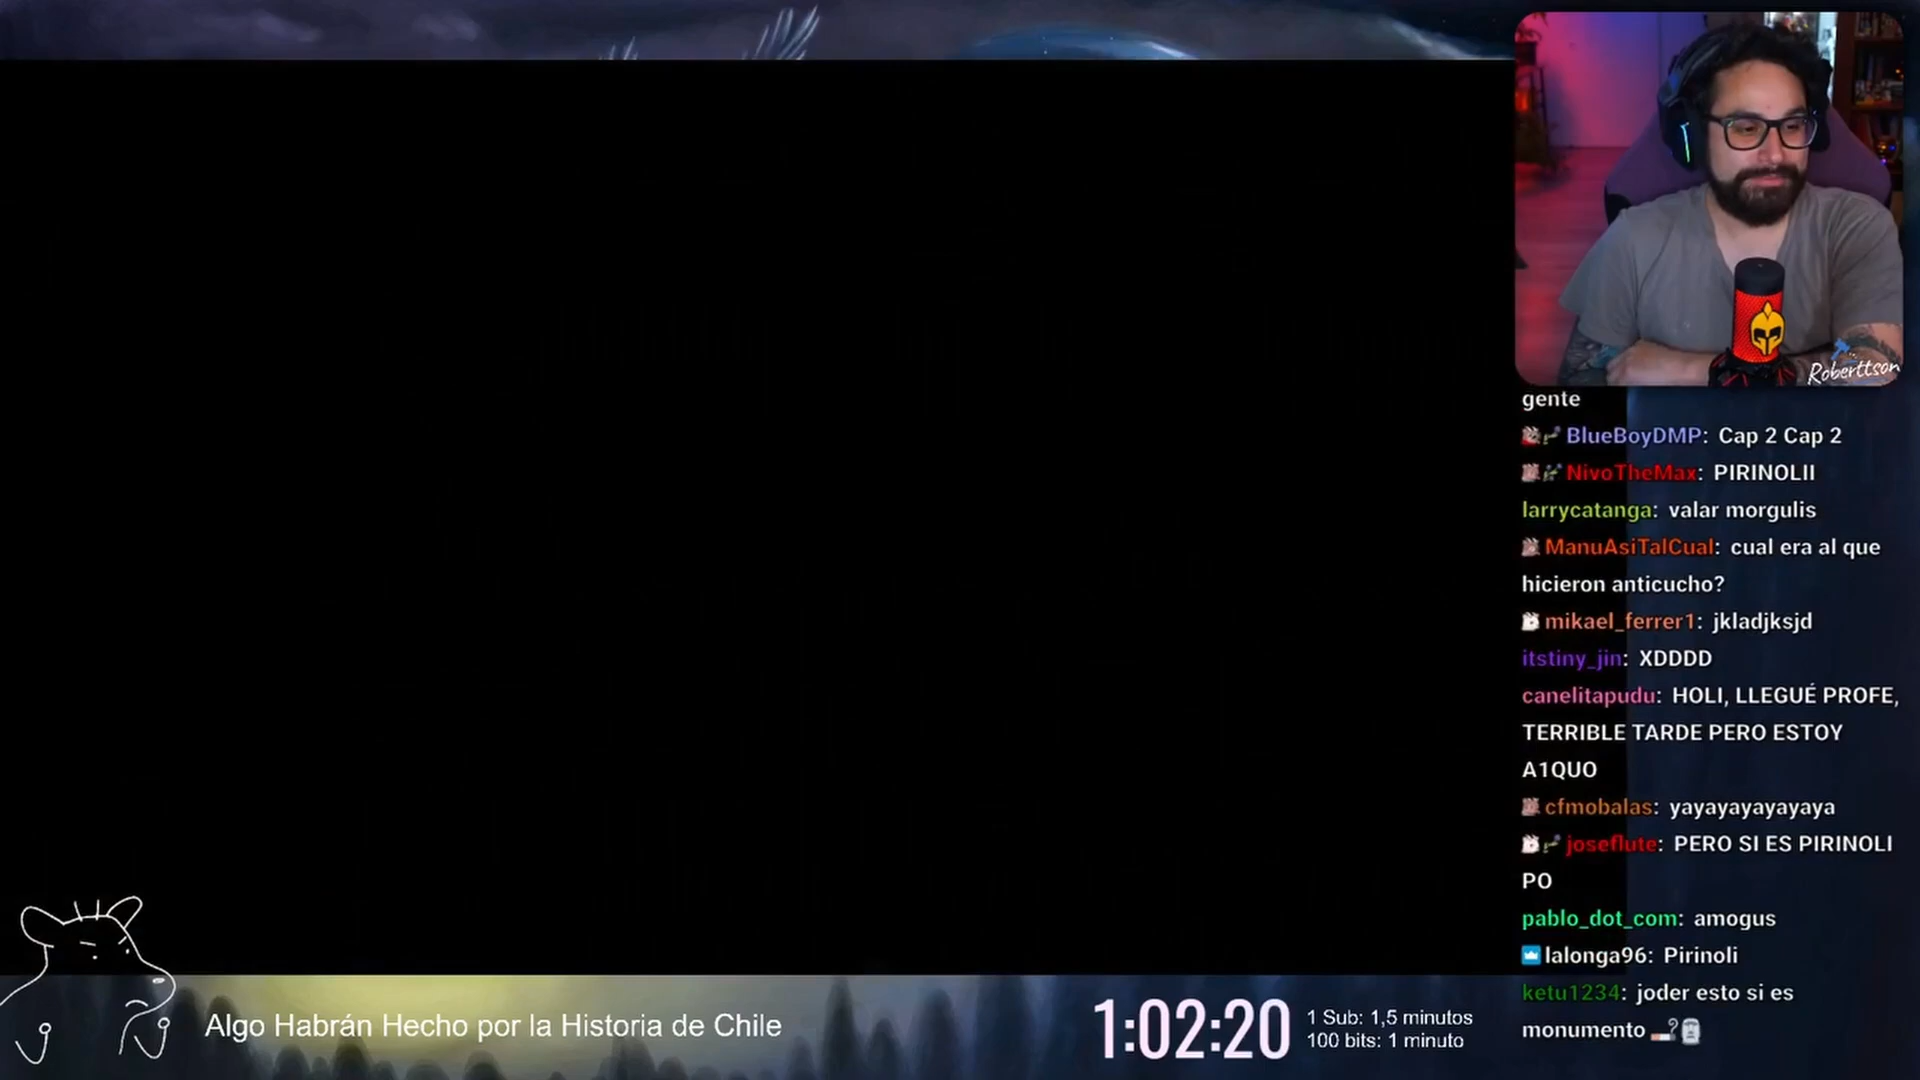 Roberttson
gente
BlueBoyDMP: Cap 2 Cap 2
NivoTheMax: PIRINOLII
larrycatanga: valar morgulis
ManuAsiTalCual: cual era al que
hicieron anticucho?
mikael_ferrer1: jkladjksjd
itstiny_jin: XDDDD
canelitapudu: HOLI, LLEGUÉ PROFE,
TERRIBLE TARDE PERO ESTOY
A1QUO
cfmobalas: yayayayayayaya
joseflute: PERO SI ES PIRINOLI
PO
pablo_dot_com: amogus
lalonga96: Pirinoli
ketu1234: joder esto si es
monumento
Algo Habrán Hecho por la Historia de Chile
1:02:20
1 Sub: 1,5 minutos
100 bits: 1 minuto